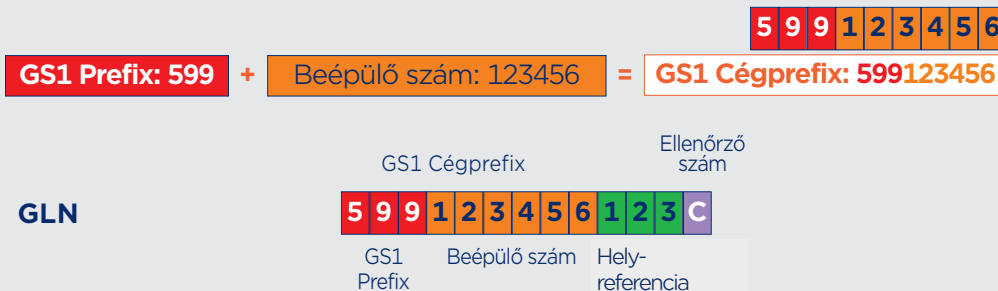 5 9 9 1 2 3 4 5 6
GS1 Prefix: 599 + Beépülő szám: 123456 = GS1 Cégprefix: 599123456
GS1 Cégprefix
Ellenőrző
szám
GLN
5 9 9 1 2 3 4 5 6 1 2 3 C
GS1
Prefix
Beépülő szám
Hely-
referencia